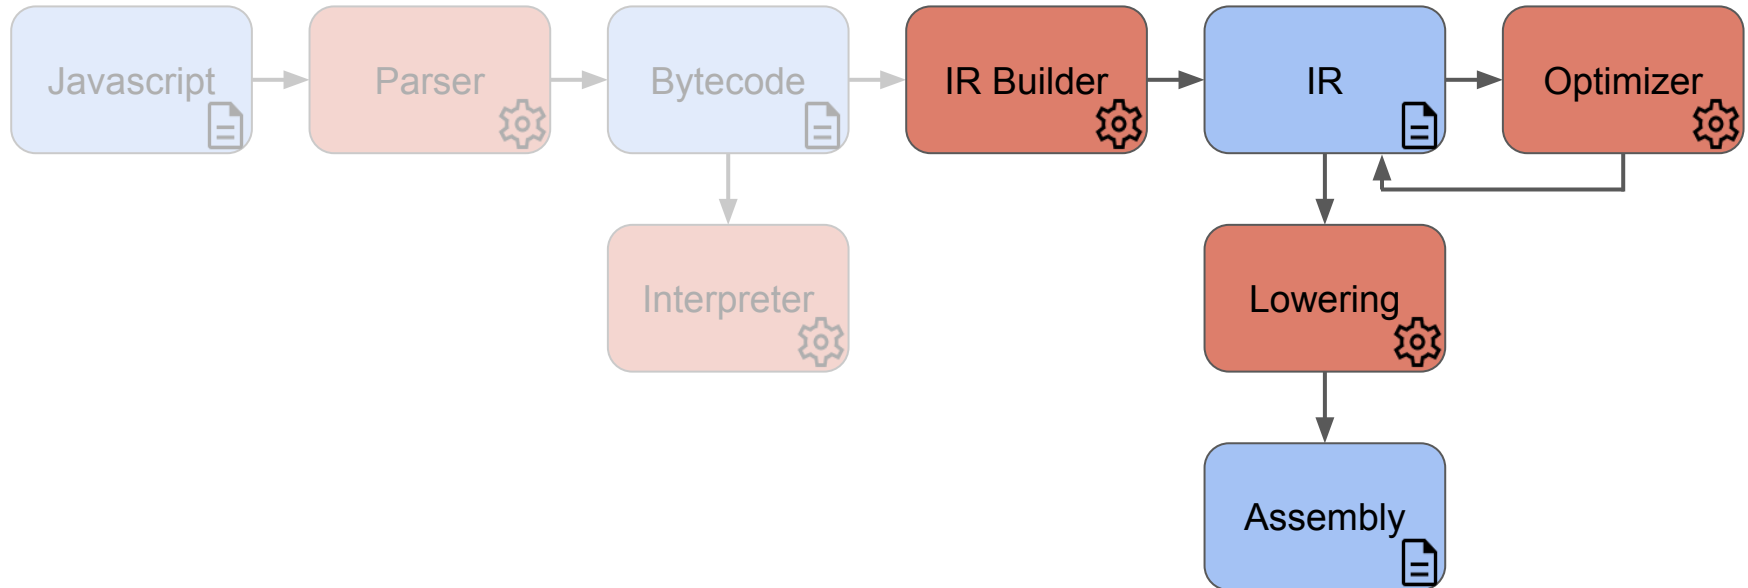 Javascript
Parser
Bytecode
IR Builder
IR
Optimizer
Interpreter
Lowering
Assembly